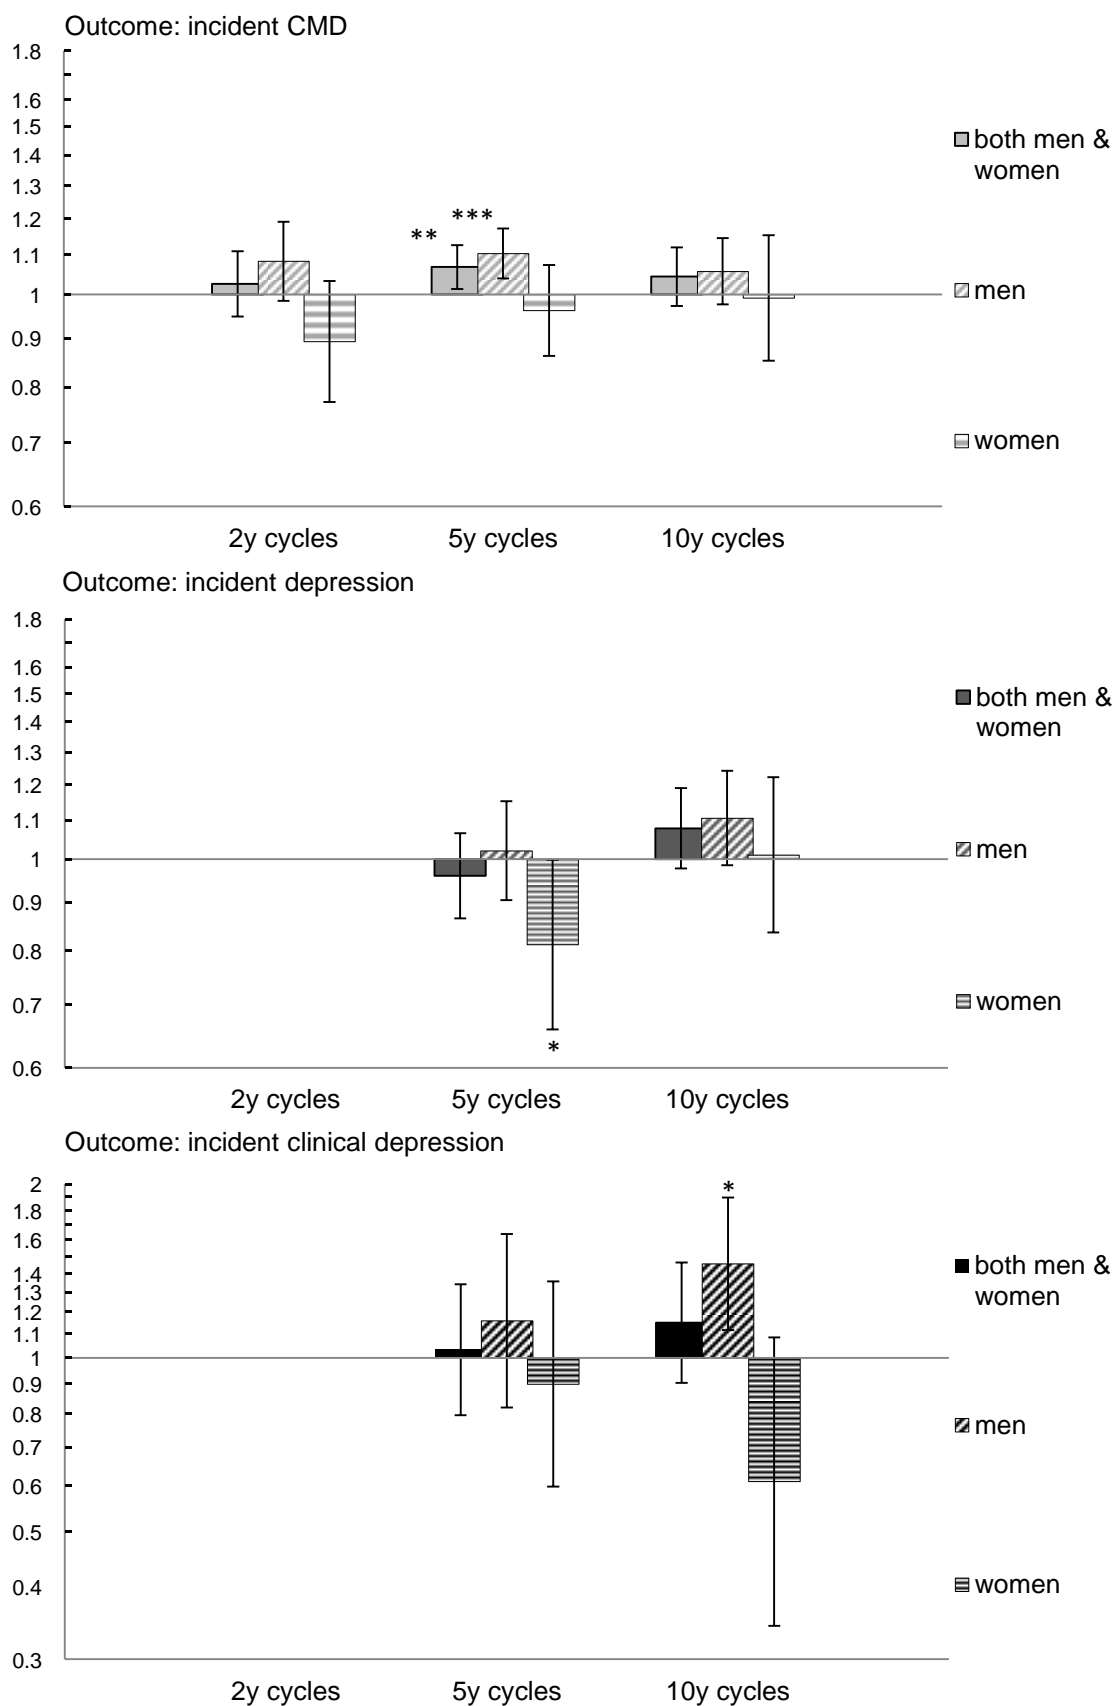 Outcome: incident CMD
1.8
1.6
1.5
1.4
1.3
1.2
1.1
1
0.9
0.8
0.7
0.6
**
***
2y cycles
5y cycles
10y cycles
both men &
women
men
women
Outcome: incident depression
1.8
1.6
1.5
1.4
1.3
1.2
1.1
1
0.9
0.8
0.7
0.6
*
2y cycles
5y cycles
10y cycles
both men &
women
men
women
Outcome: incident clinical depression
2
1.8
1.6
1.4
1.3
1.2
1.1
1
0.9
0.8
0.7
0.6
0.5
0.4
0.3
*
2y cycles
5y cycles
10y cycles
both men &
women
men
women